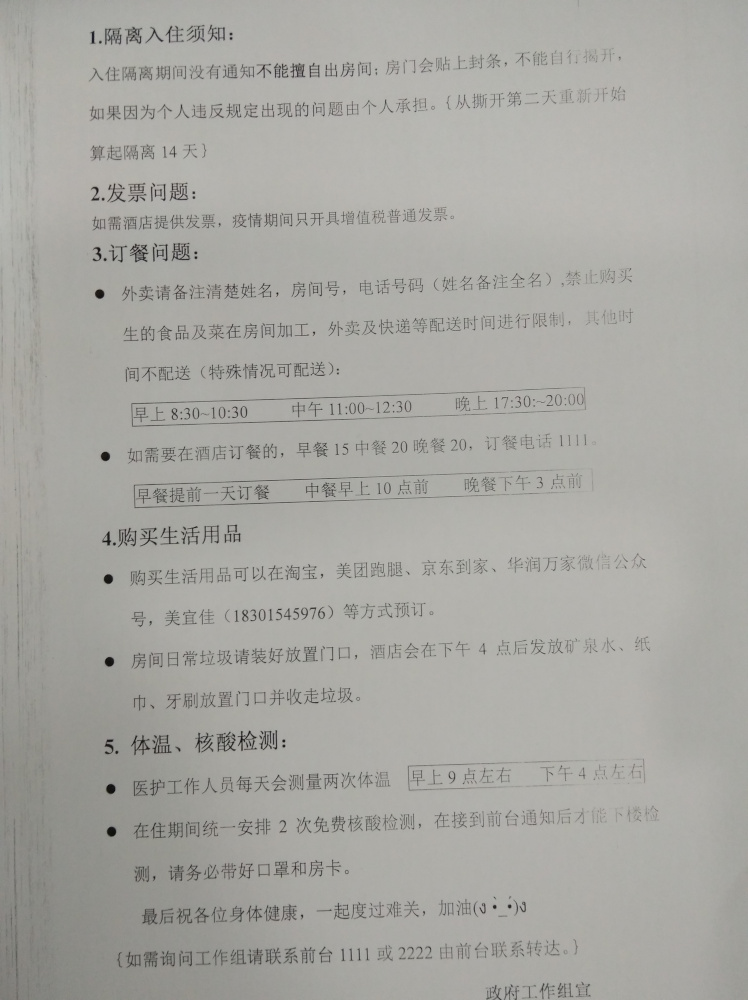 1.隔离入住须知：
入住隔离期间没有通知不能擅自出房间；房门会贴上封条，不能自行揭开，
如果因为个人违反规定出现的问题由个人承担。{从撕开第二天重新开始
算起隔离 14 天}
2.发票问题：
如需酒店提供发票，疫情期间只开具增值税普通发票。
3.订餐问题：
● 外卖请备注清楚姓名，房间号，电话号码（姓名备注全名）,禁止购买
生的食品及菜在房间加工，外卖及快递等配送时间进行限制，其他时
间不配送（特殊情况可配送）：
早上 8:30~10:30 中午 11:00~12:30 晚上 17:30:~20:00
● 如需要在酒店订餐的，早餐 15 中餐 20 晚餐 20，订餐电话 1111。
早餐提前一天订餐 中餐早上 10 点前 晚餐下午 3 点前
4.购买生活用品
● 购买生活用品可以在淘宝，美团跑腿、京东到家、华润万家微信公众
号，美宜佳（18301545976）等方式预订。
● 房间日常垃圾请装好放置门口，酒店会在下午 4 点后发放矿泉水、纸
巾、牙刷放置门口并收走垃圾。
5. 体温、核酸检测：
● 医护工作人员每天会测量两次体温 早上 9 点左右 下午 4 点左右
● 在住期间统一安排 2 次免费核酸检测，在接到前台通知后才能下楼检
测，请务必带好口罩和房卡。
最后祝各位身体健康，一起度过难关，加油(ง •̀_•́)ง
{如需询问工作组请联系前台 1111 或 2222 由前台联系转达。}
政府工作组宣